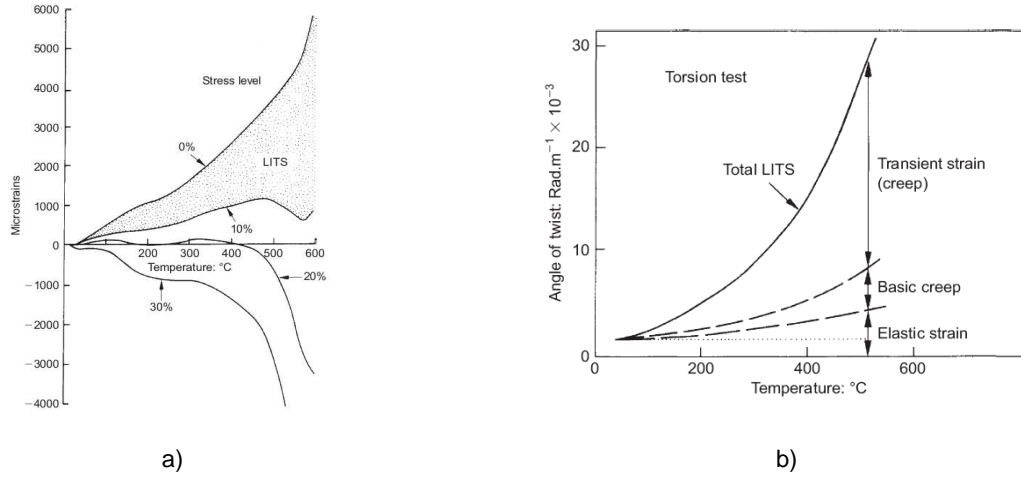 6000
5000
4000
3000
2000
1000
0
−1000
−2000
−3000
−4000
Microstrains
Stress level
0%
LITS
10%
200 300 400 500 600
Temperature: °C
20%
30%
a)
30
20
10
0
Angle of twist: Rad.m⁻¹ × 10⁻³
Torsion test
Total LITS
Transient strain
(creep)
Basic creep
Elastic strain
0 200 400 600
Temperature: °C
b)